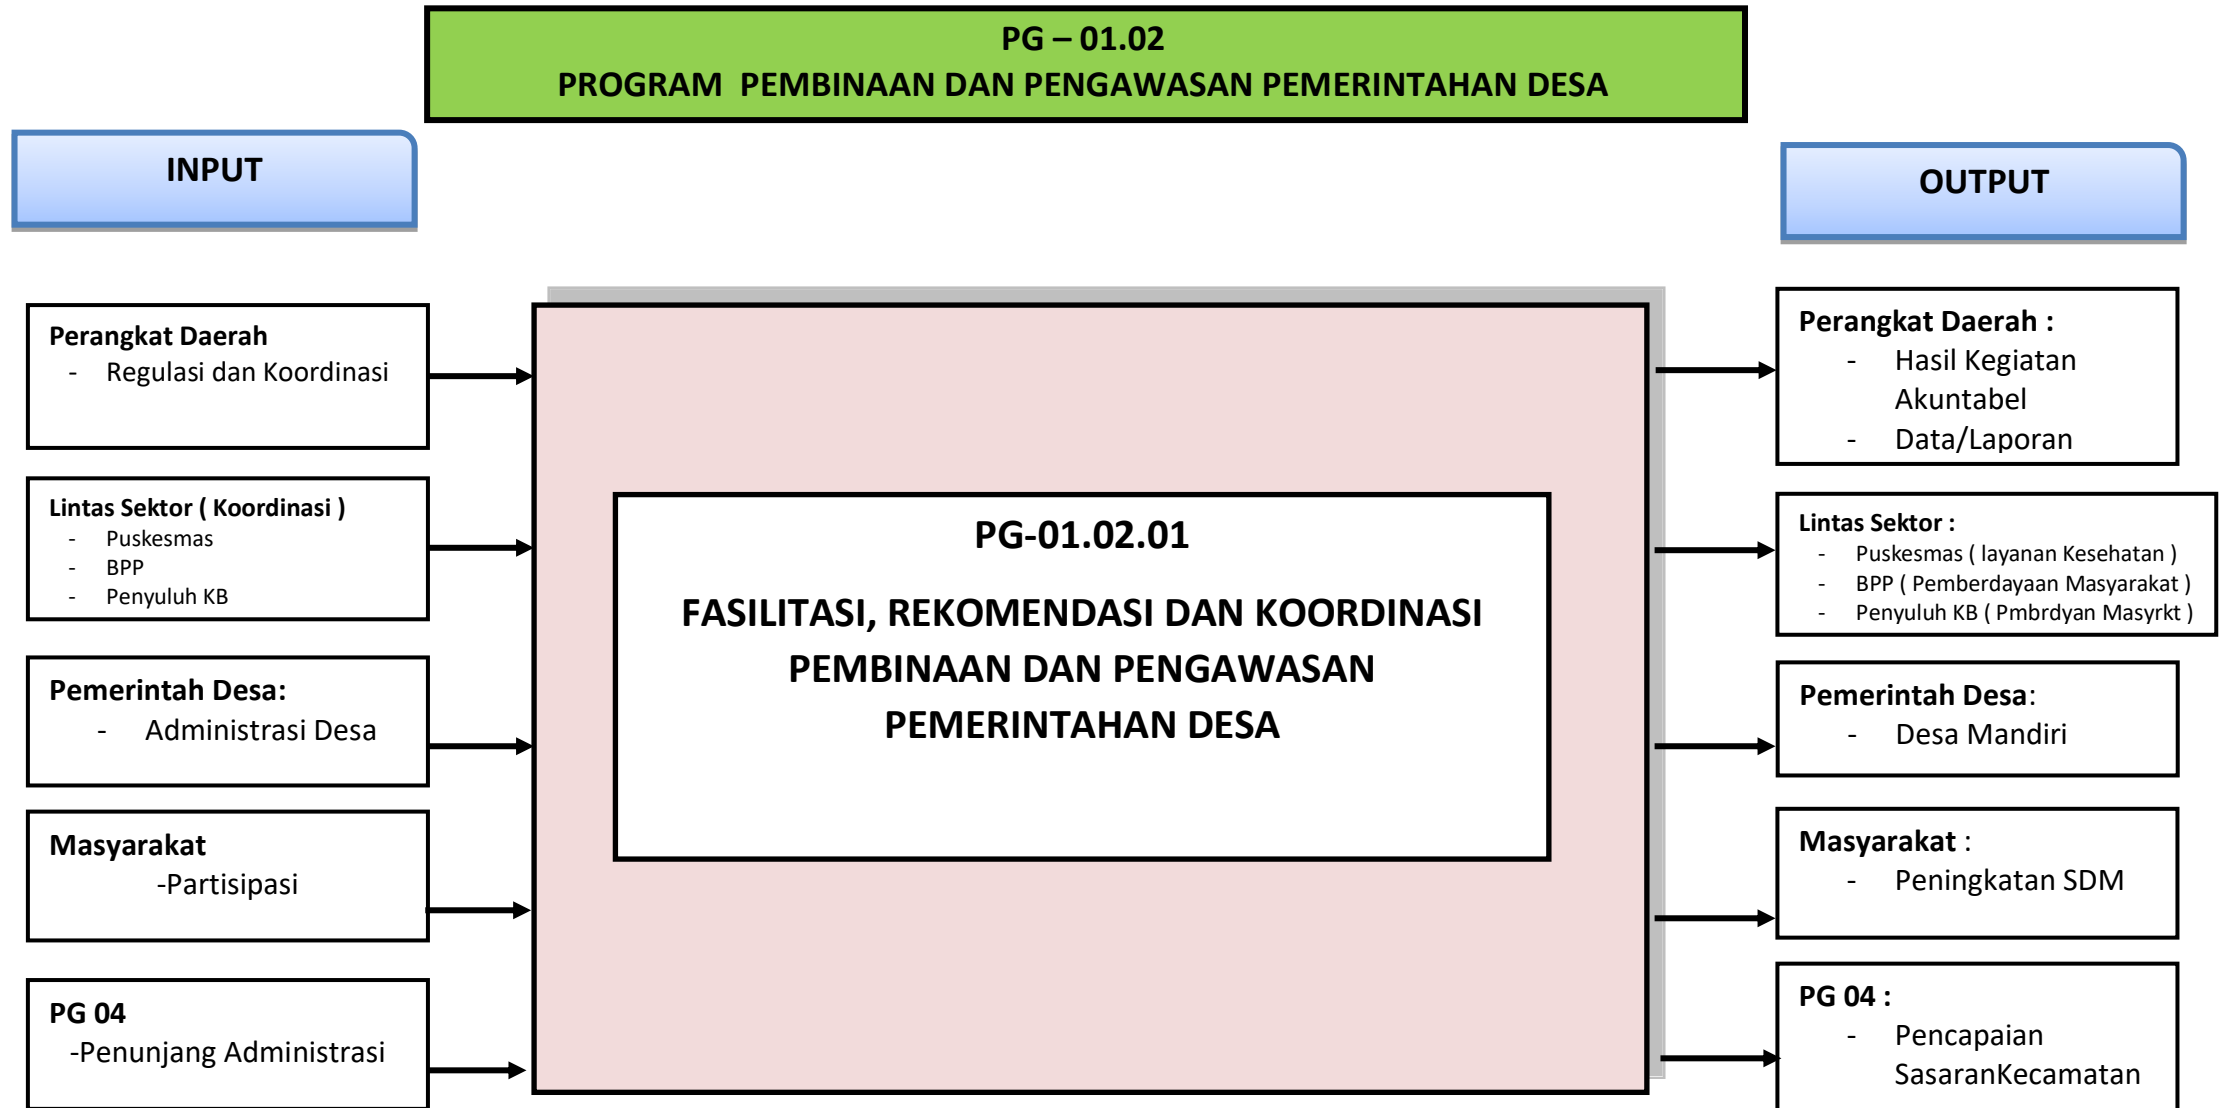 PG – 01.02
PROGRAM PEMBINAAN DAN PENGAWASAN PEMERINTAHAN DESA
INPUT
OUTPUT
Perangkat Daerah
- Regulasi dan Koordinasi
Lintas Sektor ( Koordinasi )
- Puskesmas
- BPP
- Penyuluh KB
Pemerintah Desa:
- Administrasi Desa
Masyarakat
-Partisipasi
PG 04
-Penunjang Administrasi
PG-01.02.01
FASILITASI, REKOMENDASI DAN KOORDINASI
PEMBINAAN DAN PENGAWASAN
PEMERINTAHAN DESA
Perangkat Daerah :
- Hasil Kegiatan
Akuntabel
- Data/Laporan
Lintas Sektor :
- Puskesmas ( layanan Kesehatan )
- BPP ( Pemberdayaan Masyarakat )
- Penyuluh KB ( Pmbrdyan Masyrkt )
Pemerintah Desa:
- Desa Mandiri
Masyarakat :
- Peningkatan SDM
PG 04 :
- Pencapaian
SasaranKecamatan